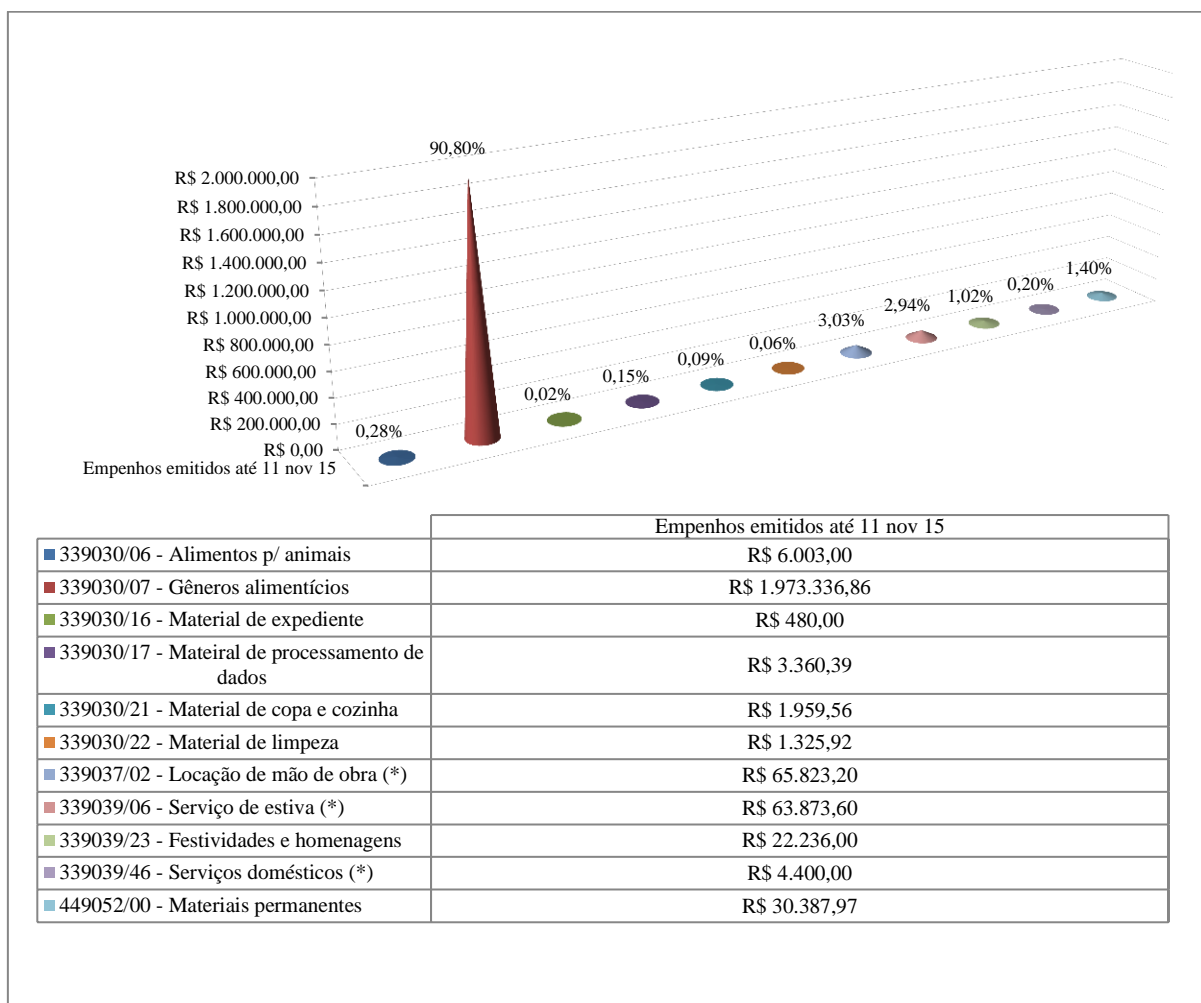 90,80%
R$ 2.000.000,00
R$ 1.800.000,00
R$ 1.600.000,00
R$ 1.400.000,00
R$ 1.200.000,00
R$ 1.000.000,00
R$ 800.000,00
R$ 600.000,00
R$ 400.000,00
R$ 200.000,00
R$ 0,00
0,28%
0,02%
0,15%
0,09%
0,06%
3,03%
2,94%
1,02%
0,20%
1,40%
Empenhos emitidos até 11 nov 15
Empenhos emitidos até 11 nov 15
339030/06 - Alimentos p/ animais R$ 6.003,00
339030/07 - Gêneros alimentícios R$ 1.973.336,86
339030/16 - Material de expediente R$ 480,00
339030/17 - Mateiral de processamento de
dados R$ 3.360,39
339030/21 - Material de copa e cozinha R$ 1.959,56
339030/22 - Material de limpeza R$ 1.325,92
339037/02 - Locação de mão de obra (*) R$ 65.823,20
339039/06 - Serviço de estiva (*) R$ 63.873,60
339039/23 - Festividades e homenagens R$ 22.236,00
339039/46 - Serviços domésticos (*) R$ 4.400,00
449052/00 - Materiais permanentes R$ 30.387,97